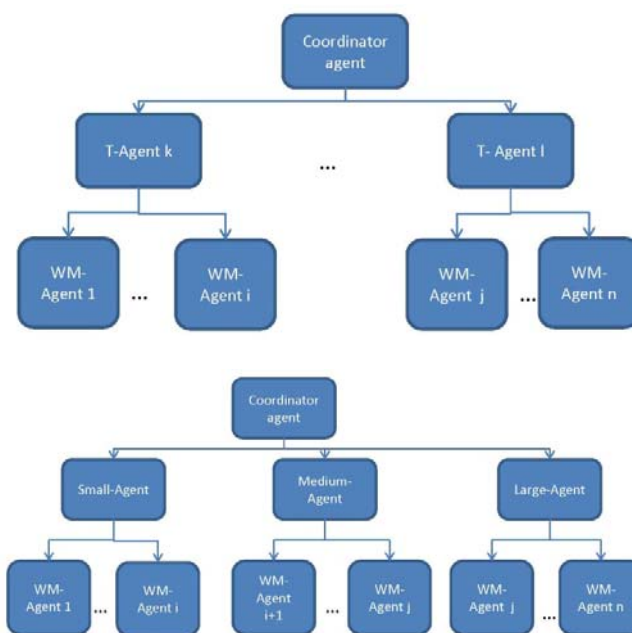 Coordinator
agent
T-Agent k
T- Agent l
...
WM-
Agent 1
...
WM-
Agent i
WM-
Agent j
...
WM-
Agent n
Coordinator
agent
Small-Agent
Medium-
Agent
Large-Agent
WM-
Agent 1
...
WM-
Agent i
WM-
Agent
i+1
...
WM-
Agent j
WM-
Agent j
...
WM-
Agent n